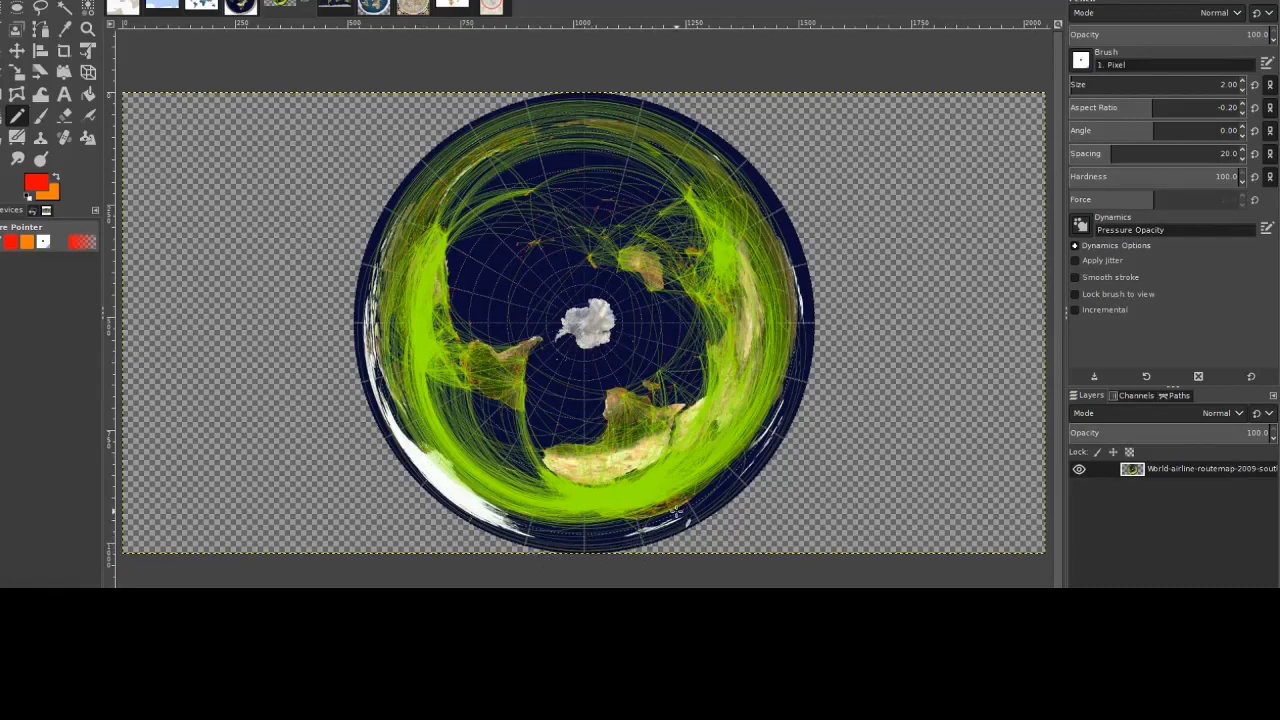 Mode Normal
0 250 500 750 1000 1250 1500 1750 2000
Opacity 100.0
Brush
1. Pixel
Size 2.00
Aspect Ratio -0.20
Angle 0.00
Spacing 20.0
Hardness 100.0
Force
Dynamics
Pressure Opacity
Dynamics Options
Apply Jitter
Smooth stroke
Lock brush to view
Incremental
evices
re Pointer
Layers Channels Paths
Mode Normal
Opacity 100.0
Lock:
World-airline-routemap-2009-sout